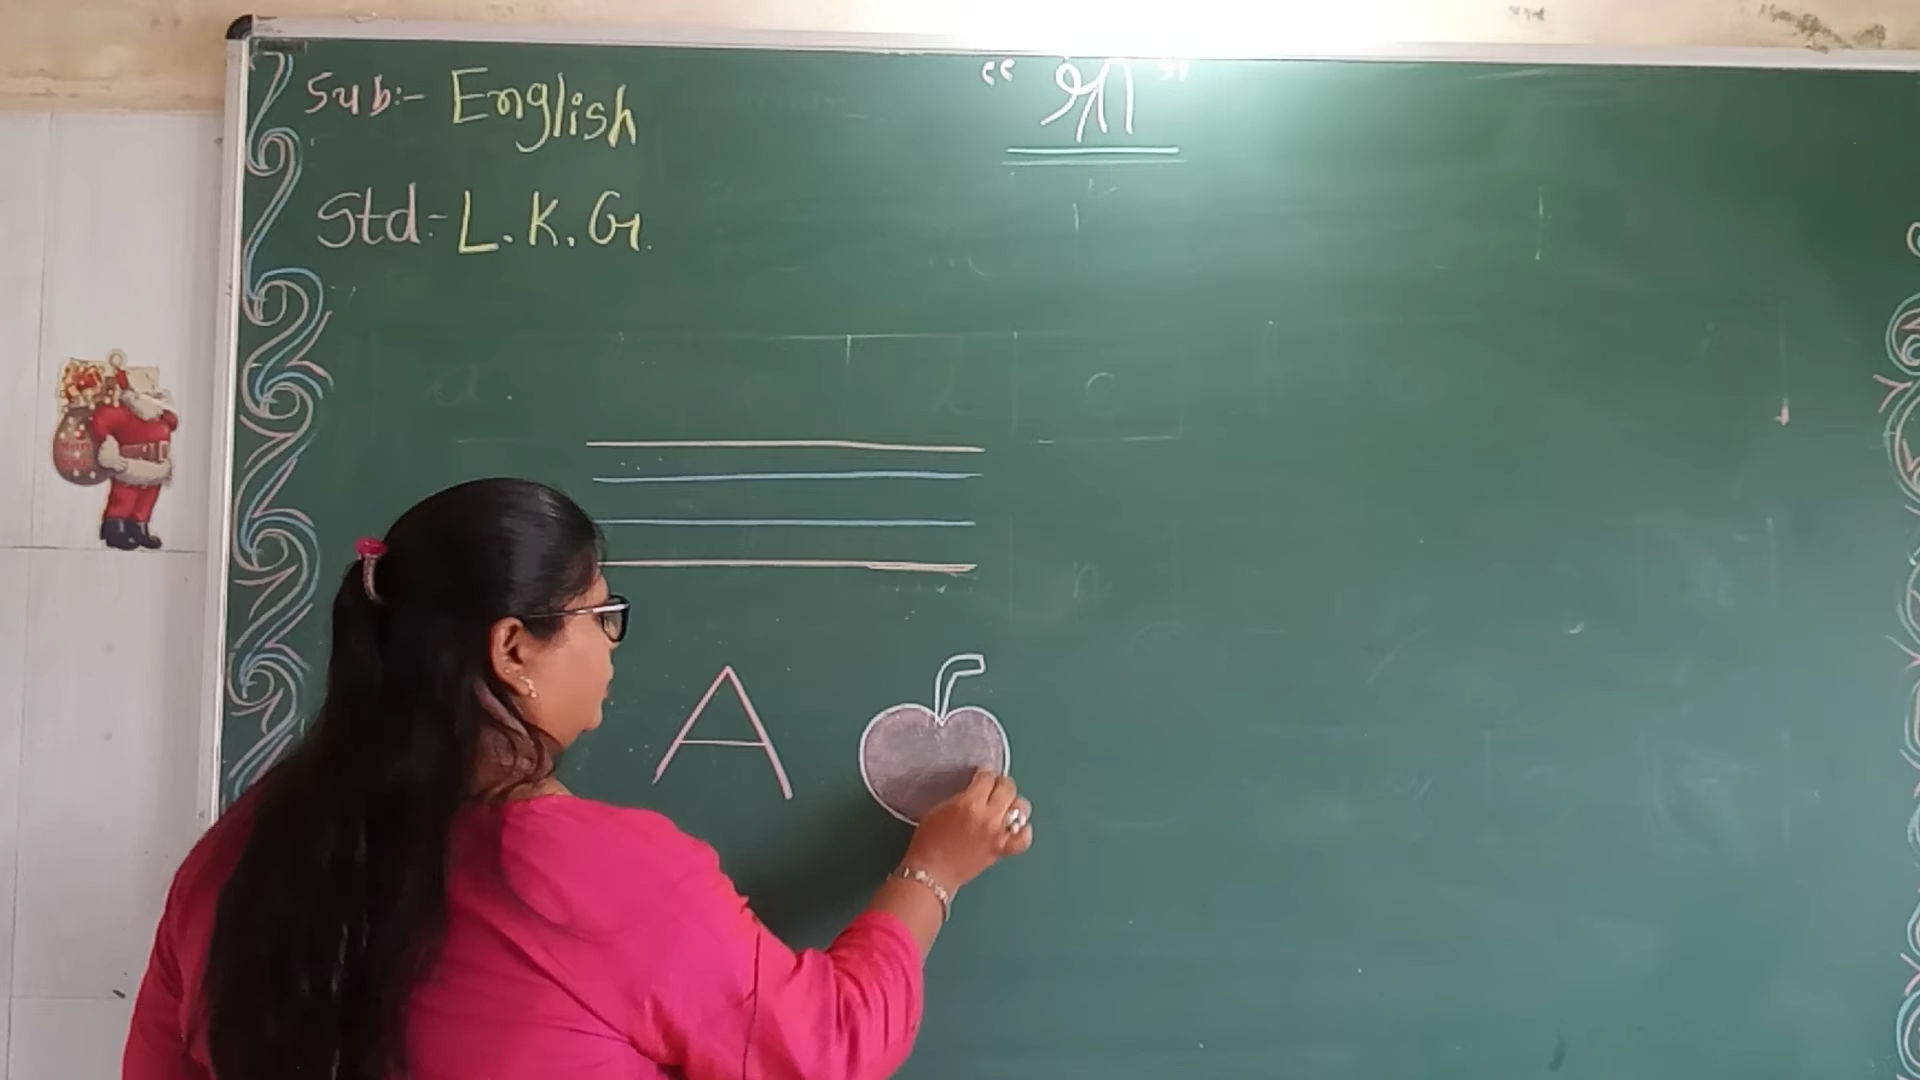 Sub:- English
“ श्री ”
Std:- L.K.G.
A